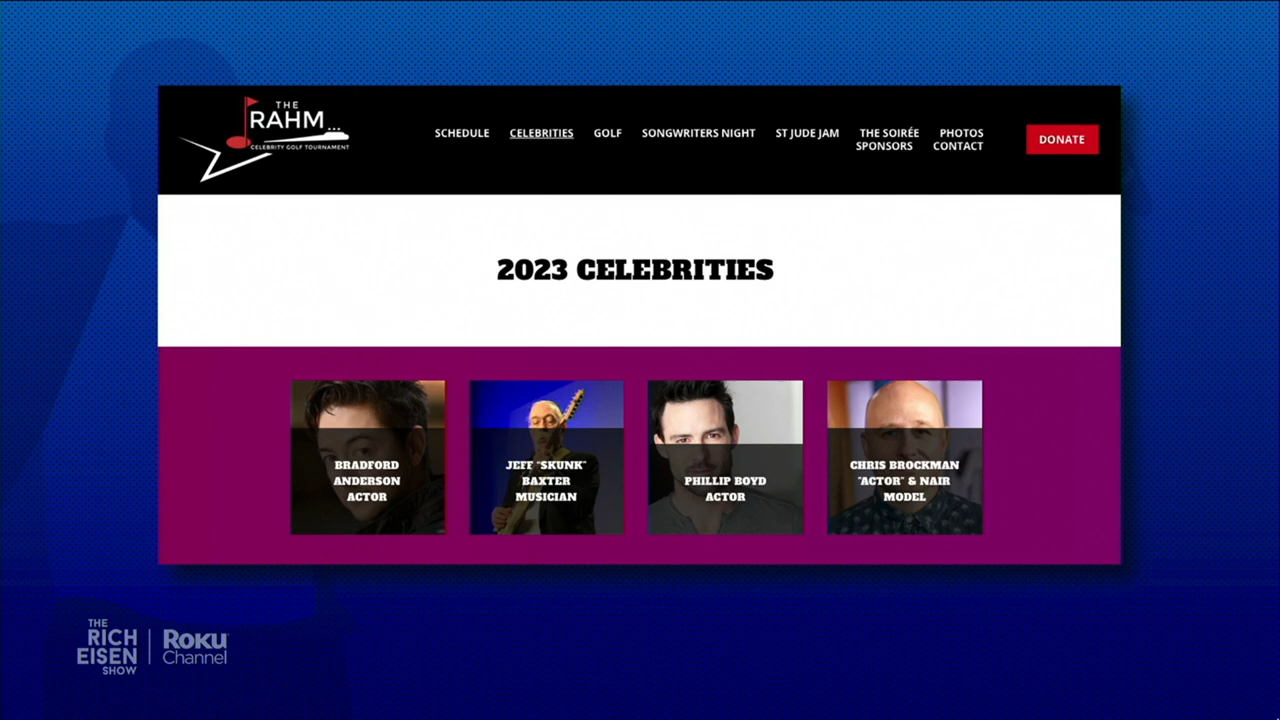 THE
RAHM...
CELEBRITY GOLF TOURNAMENT
SCHEDULE CELEBRITIES GOLF SONGWRITERS NIGHT ST JUDE JAM THE SOIRÉE PHOTOS
SPONSORS CONTACT
DONATE
2023 CELEBRITIES
BRADFORD
ANDERSON
ACTOR
JEFF "SKUNK"
BAXTER
MUSICIAN
PHILLIP BOYD
ACTOR
CHRIS BROCKMAN
"ACTOR" & NAIR
MODEL
THE
RICH
EISEN
SHOW
Roku
Channel